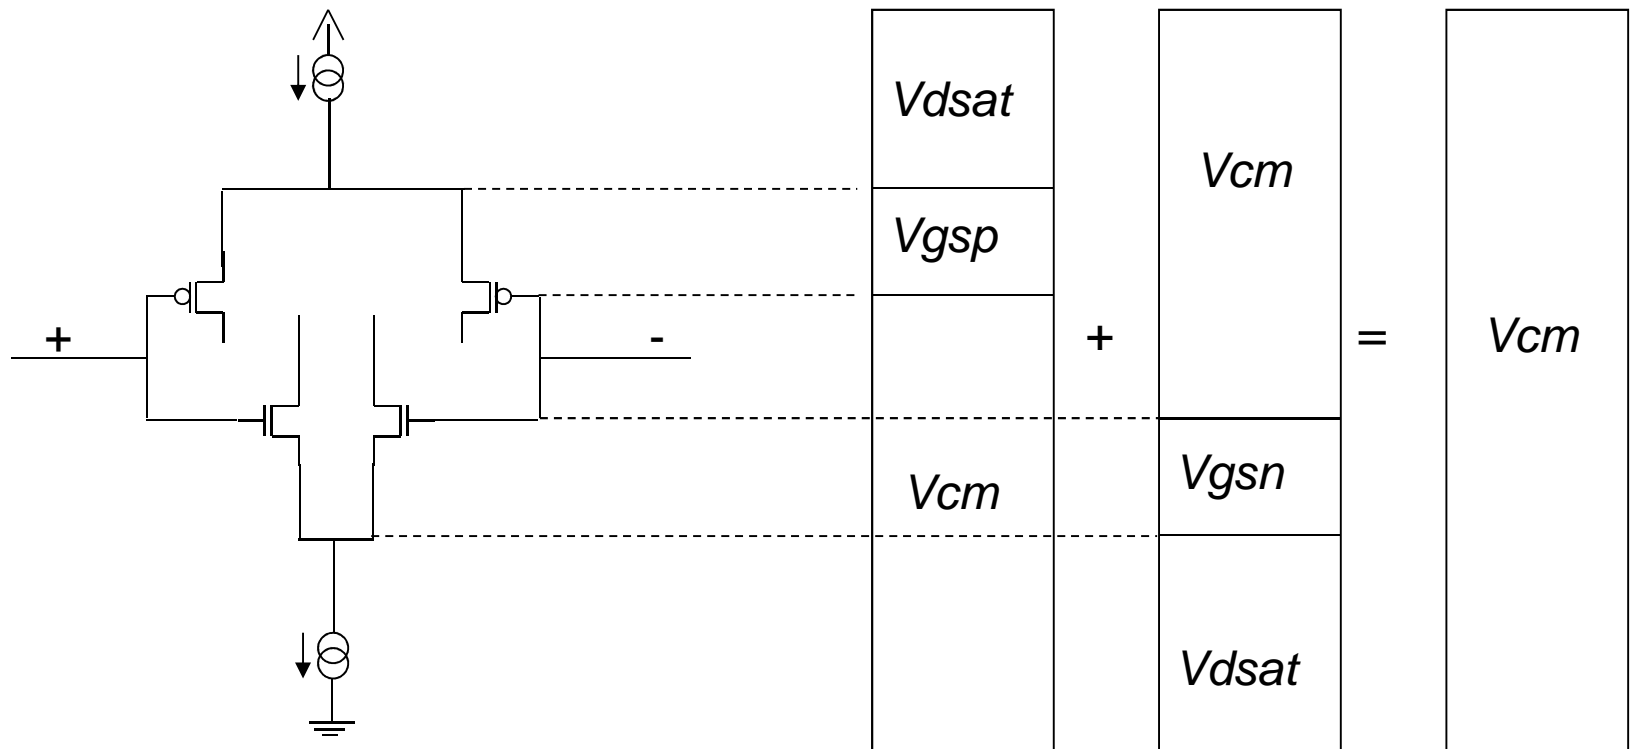 +
-
Vdsat
Vgsp
Vcm
+
Vcm
Vgsn
Vdsat
=
Vcm